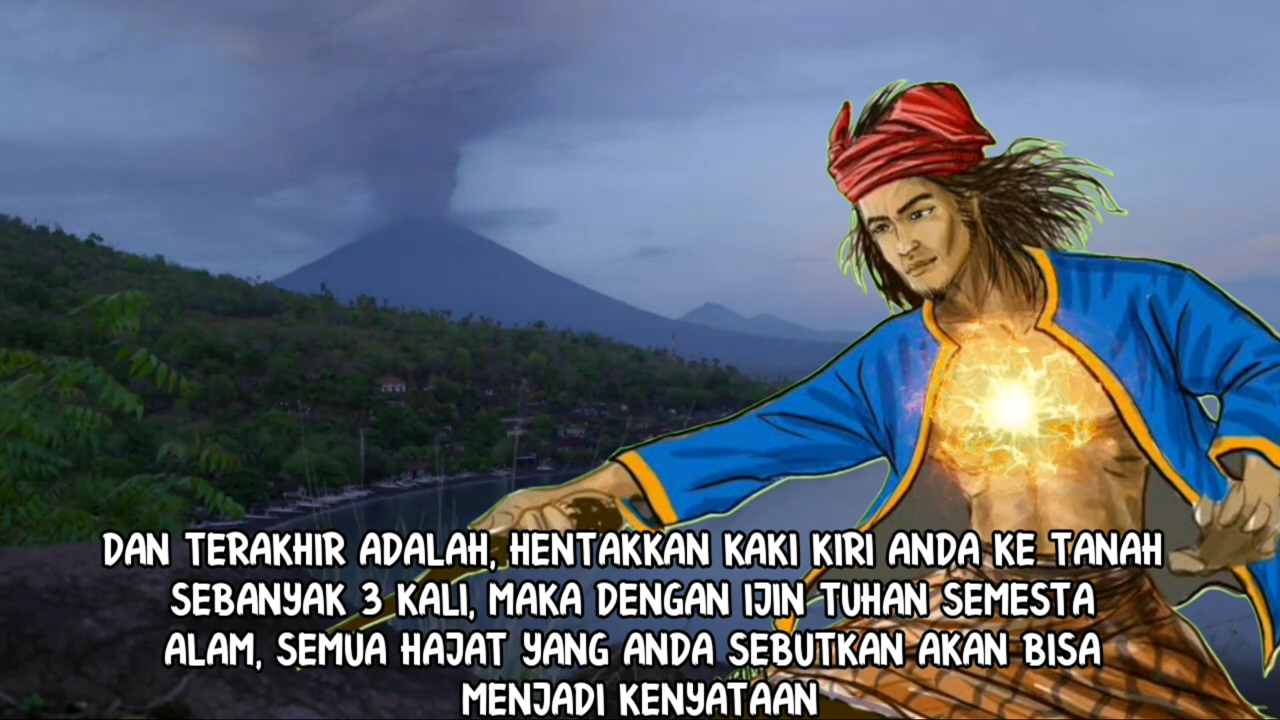 DAN TERAKHIR ADALAH, HENTAKKAN KAKI KIRI ANDA KE TANAH
SEBANYAK 3 KALI, MAKA DENGAN IJIN TUHAN SEMESTA
ALAM, SEMUA HAJAT YANG ANDA SEBUTKAN AKAN BISA
MENJADI KENYATAAN